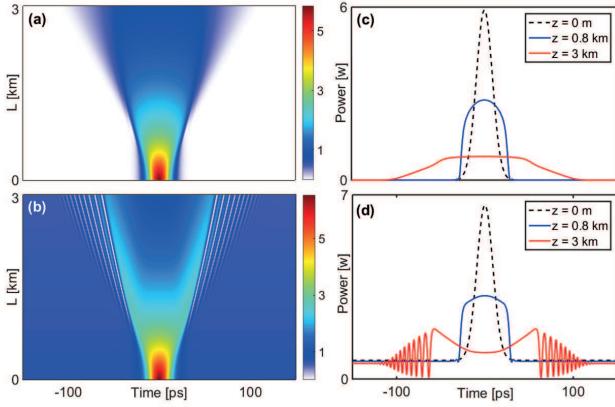 3
(a)
L [km]
0
5
4
3
2
1
6
(c)
Power [w]
0
z = 0 m
z = 0.8 km
z = 3 km
3
(b)
L [km]
0
-100
Time [ps]
100
5
3
1
7
(d)
Power [w]
0
z = 0 m
z = 0.8 km
z = 3 km
-100
Time [ps]
100